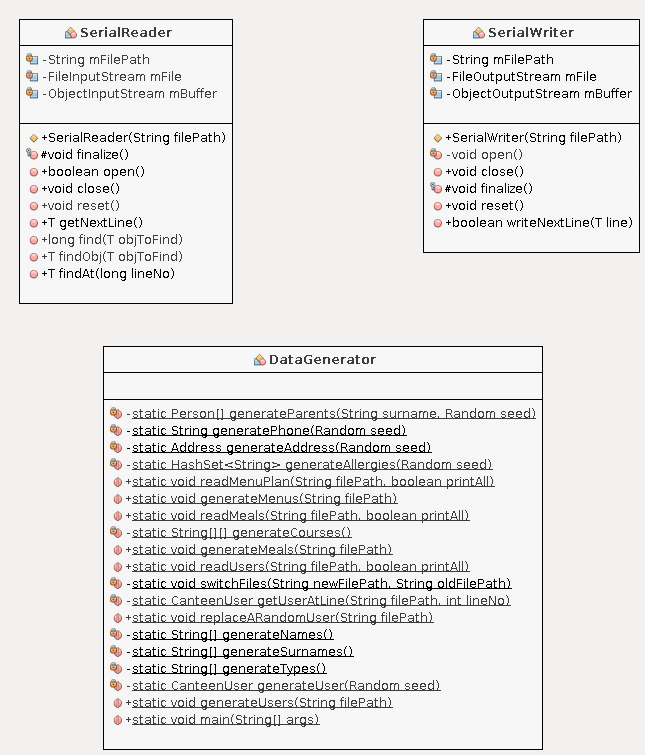 SerialReader
-String mFilePath
-FileInputStream mFile
-ObjectInputStream mBuffer
+SerialReader(String filePath)
#void finalize()
+boolean open()
+void close()
+void reset()
+T getNextLine()
+long find(T objToFind)
+T findObj(T objToFind)
+T findAt(long lineNo)
SerialWriter
-String mFilePath
-FileOutputStream mFile
-ObjectOutputStream mBuffer
+SerialWriter(String filePath)
-void open()
+void close()
#void finalize()
+void reset()
+boolean writeNextLine(T line)
DataGenerator
-static Person[] generateParents(String surname, Random seed)
-static String generatePhone(Random seed)
-static Address generateAddress(Random seed)
-static HashSet<String> generateAllergies(Random seed)
+static void readMenuPlan(String filePath, boolean printAll)
+static void generateMenus(String filePath)
+static void readMeals(String filePath, boolean printAll)
-static String[][] generateCourses()
+static void generateMeals(String filePath)
+static void readUsers(String filePath, boolean printAll)
-static void switchFiles(String newFilePath, String oldFilePath)
-static CanteenUser getUserAtLine(String filePath, int lineNo)
+static void replaceARandomUser(String filePath)
-static String[] generateNames()
-static String[] generateSurnames()
-static String[] generateTypes()
-static CanteenUser generateUser(Random seed)
+static void generateUsers(String filePath)
+static void main(String[] args)